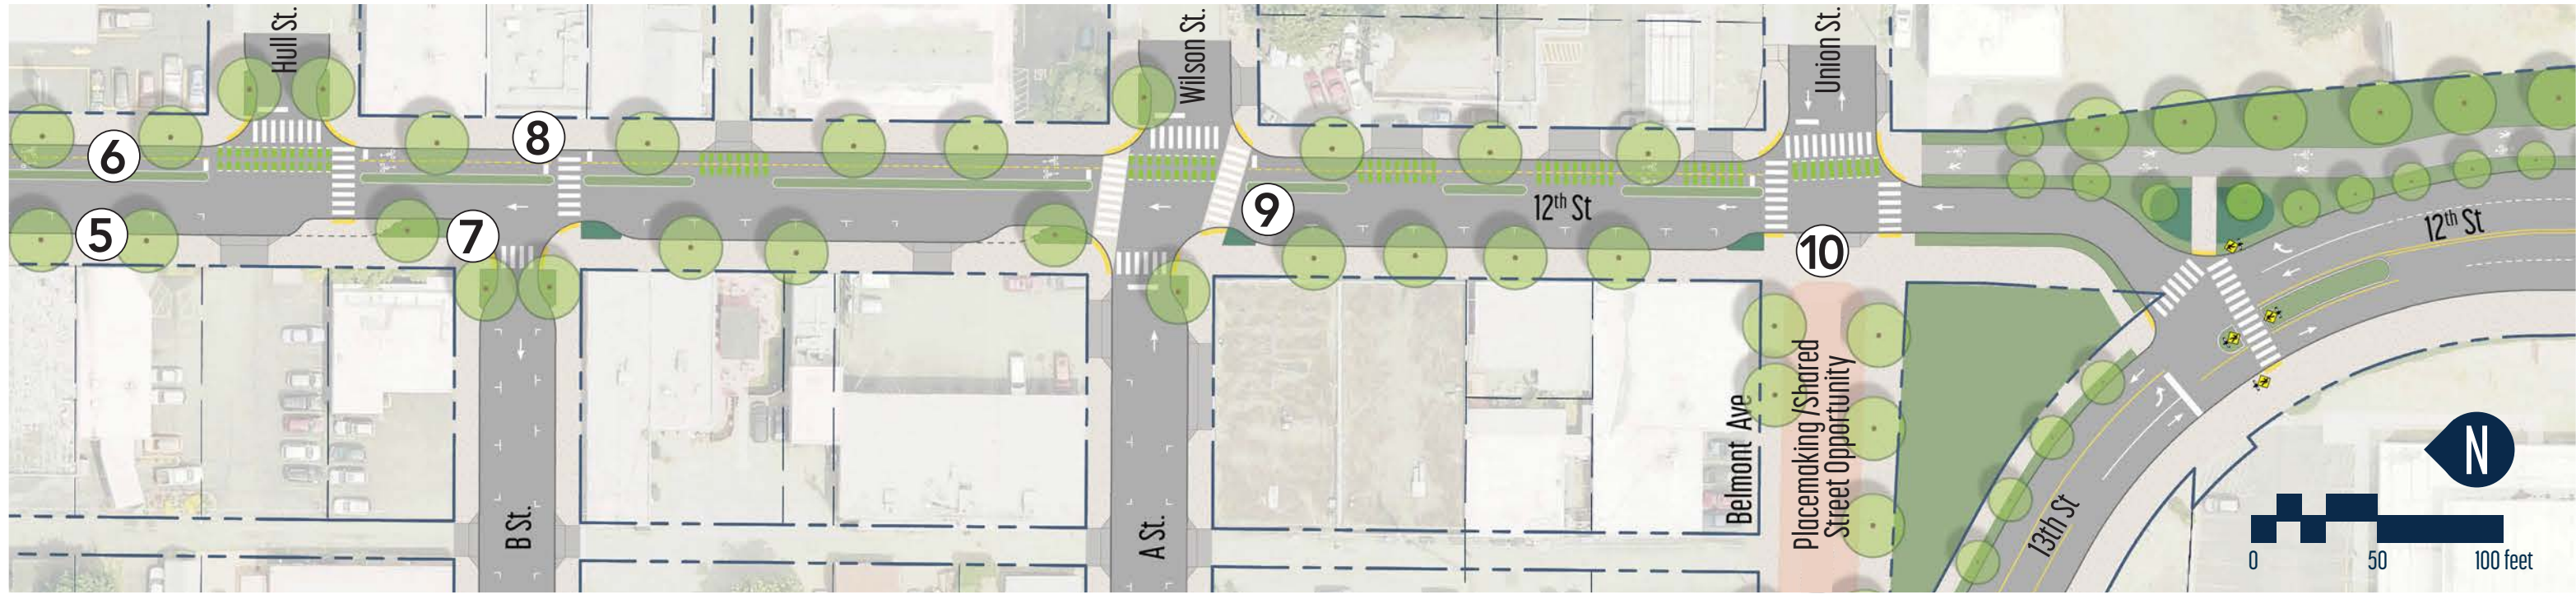 Hull St.
Wilson St.
Union St.
8
6
5
7
9
12th St
10
12th St
Belmont Ave
Placemaking/Shared
Street Opportunity
B St.
A St.
13th St
N
0 50 100 feet